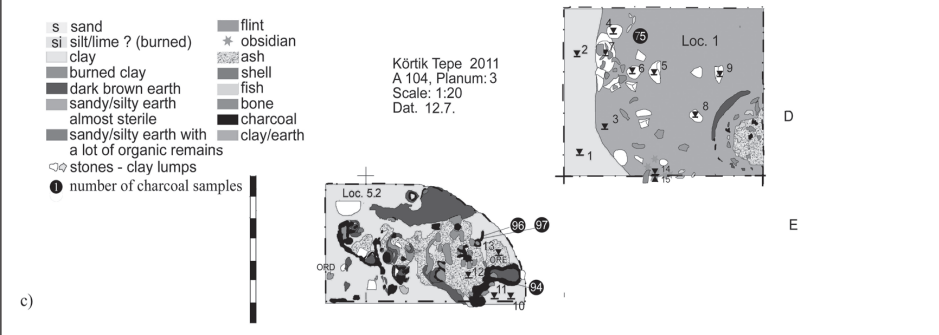 s sand
si silt/lime ? (burned)
clay
burned clay
dark brown earth
sandy/silty earth
almost sterile
sandy/silty earth with
a lot of organic remains
stones - clay lumps
1 number of charcoal samples
flint
obsidian
ash
shell
fish
bone
charcoal
clay/earth
Körtik Tepe 2011
A 104, Planum: 3
Scale: 1:20
Dat. 12.7.
4
75
Loc. 1
2
7
6
5
9
8
3
1
14
15
D
E
Loc. 5.2
96 97
13
ORE
ORD
12
94
11
10
c)